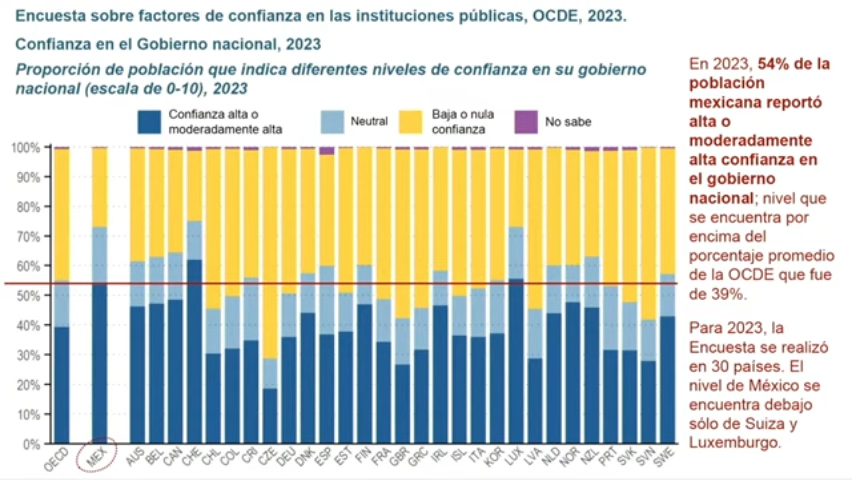 Encuesta sobre factores de confianza en las instituciones públicas, OCDE, 2023.
Confianza en el Gobierno nacional, 2023
Proporción de población que indica diferentes niveles de confianza en su gobierno
nacional (escala de 0-10), 2023
Confianza alta o
moderadamente alta
Neutral
Baja o nula
confianza
No sabe
100%
90%
80%
70%
60%
50%
40%
30%
20%
10%
0%
OECD
MEX
AUS
BEL
CAN
CHE
CHL
COL
CRI
CZE
DEU
DNK
ESP
EST
FIN
FRA
GBR
GRC
IRL
ISL
ITA
KOR
LUX
LVA
NLD
NOR
NZL
PRT
SVK
SVN
SWE
En 2023, 54% de la
población
mexicana reportó
alta o
moderadamente
alta confianza en
el gobierno
nacional; nivel que
se encuentra por
encima del
porcentaje promedio
de la OCDE que fue
de 39%.
Para 2023, la
Encuesta se realizó
en 30 países. El
nivel de México se
encuentra debajo
sólo de Suiza y
Luxemburgo.